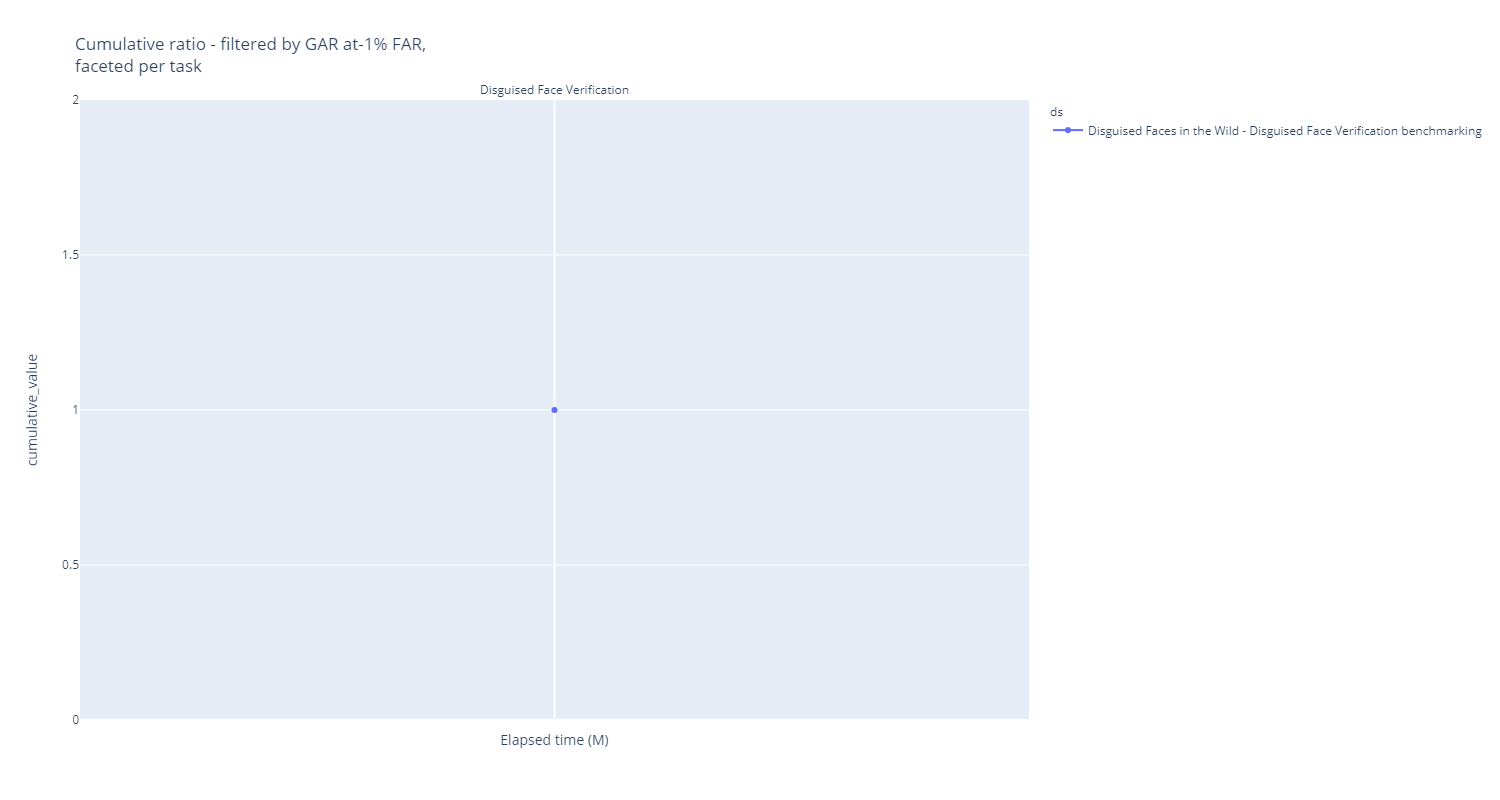 Cumulative ratio - filtered by GAR at-1% FAR,
faceted per task
Disguised Face Verification
2
1.5
1
0.5
0
cumulative_value
Elapsed time (M)
ds
Disguised Faces in the Wild - Disguised Face Verification benchmarking